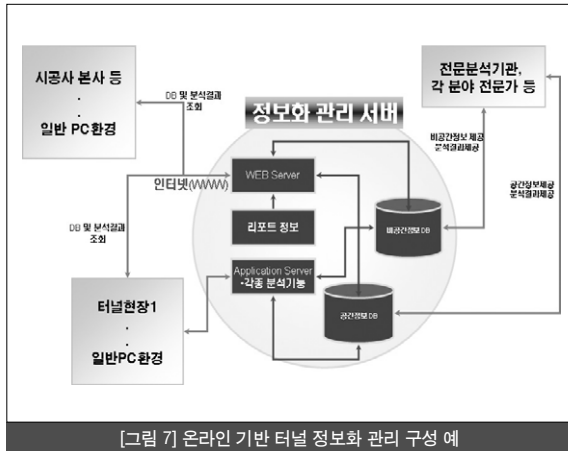 시공사 본사 등
.
.
일반 PC환경
DB 및 분석결과
조회
전문분석기관,
각 분야 전문가 등
정보화 관리 서버
비공간정보 제공
분석결과제공
공간정보제공
분석결과제공
인터넷(WWW)
WEB Server
리포트 정보
비공간정보 DB
DB 및 분석결과
조회
Application Server
-각종 분석기능
공간정보 DB
터널현장1
.
.
일반PC환경
[그림 7] 온라인 기반 터널 정보화 관리 구성 예